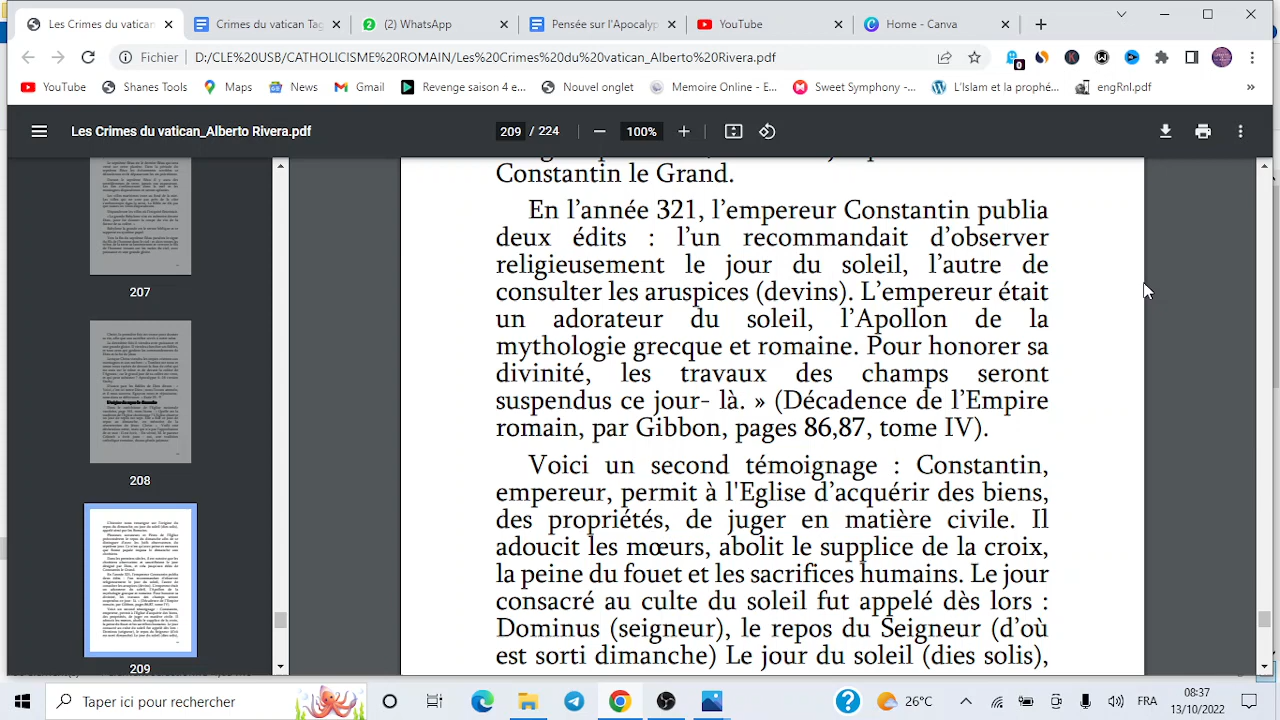 Les Crimes du vatican
Crimes du vatican Tag
(2) WhatsApp
Pensée sur l'Apocalyp
YouTube
Home - Canva
Fichier
D:/CLE%20USB/CATHOLICISME%20ROMAIN/Les%20Crimes%20du%20vatican_Alberto%20Rivera.pdf
0
YouTube
Shanes Tools
Maps
News
Gmail
Revenge saison 4 e...
Nouvel onglet
Memoire Online - E...
Sweet Symphony -...
L'Islam et la prophé...
engRnl.pdf
Les Crimes du vatican_Alberto Rivera.pdf
209 / 224
100%
207
208
209
Constantin le Grand.
En l'année 321, l'empereur Constantin publia
deux édits : l'un recommandait d'observer
religieusement le jour du soleil, l'autre de
consulter les aruspices (devins). L'empereur était
un adorateur du soleil, l'Apollon de la
mythologie grecque et romaine. Pour honorer sa
divinité, les travaux des champs seront
suspendus ce jour- là. » (Décadence de l'Empire
romain par Gibbon, pages 86,87, tome IV).
Voici un second témoignage : Constantin,
empereur, permit à l'Eglise d'acquérir des biens,
des propriétés, de juger en matière civile. Il
adoucit les mœurs, abolit le supplice de la croix,
la peine du fouet et les sacrifices humains. Le jour
consacré au culte du soleil est appelé dès lors :
Dominus (seigneur), le repos du Seigneur (d'où
est sorti dimanche) Le jour du soleil (dies solis),
Taper ici pour rechercher
26°C
FRA
08:37
13/10/2022